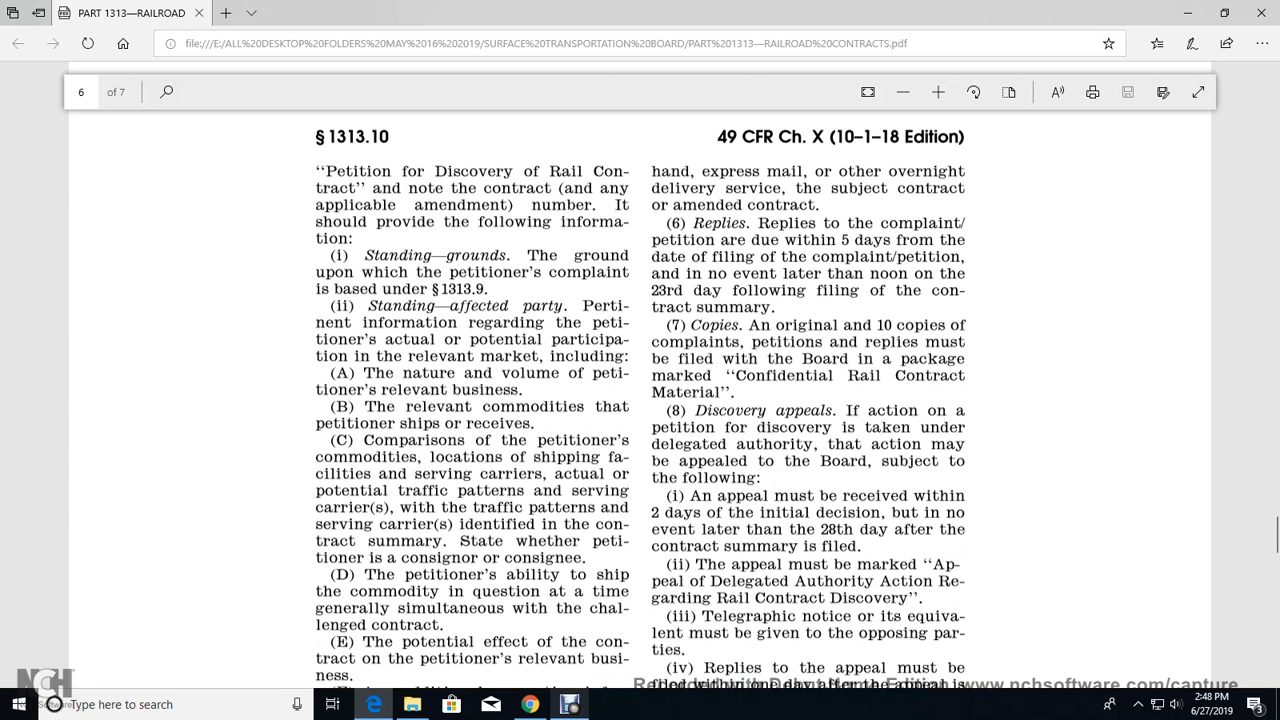 PART 1313—RAILROAD
file:///E:/ALL%20DESKTOP%20FOLDERS%20MAY%2016%202019/SURFACE%20TRANSPORTATION%20BOARD/PART%201313—RAILROAD%20CONTRACTS.pdf
6 of 7
§ 1313.10
49 CFR Ch. X (10–1–18 Edition)
‘‘Petition for Discovery of Rail Con-
tract’’ and note the contract (and any
applicable amendment) number. It
should provide the following informa-
tion:
(i) Standing—grounds. The ground
upon which the petitioner’s complaint
is based under § 1313.9.
(ii) Standing—affected party. Perti-
nent information regarding the peti-
tioner’s actual or potential participa-
tion in the relevant market, including:
(A) The nature and volume of peti-
tioner’s relevant business.
(B) The relevant commodities that
petitioner ships or receives.
(C) Comparisons of the petitioner’s
commodities, locations of shipping fa-
cilities and serving carriers, actual or
potential traffic patterns and serving
carrier(s), with the traffic patterns and
serving carrier(s) identified in the con-
tract summary. State whether peti-
tioner is a consignor or consignee.
(D) The petitioner’s ability to ship
the commodity in question at a time
generally simultaneous with the chal-
lenged contract.
(E) The potential effect of the con-
tract on the petitioner’s relevant busi-
ness.
hand, express mail, or other overnight
delivery service, the subject contract
or amended contract.
(6) Replies. Replies to the complaint/
petition are due within 5 days from the
date of filing of the complaint/petition,
and in no event later than noon on the
23rd day following filing of the con-
tract summary.
(7) Copies. An original and 10 copies of
complaints, petitions and replies must
be filed with the Board in a package
marked ‘‘Confidential Rail Contract
Material’’.
(8) Discovery appeals. If action on a
petition for discovery is taken under
delegated authority, that action may
be appealed to the Board, subject to
the following:
(i) An appeal must be received within
2 days of the initial decision, but in no
event later than the 28th day after the
contract summary is filed.
(ii) The appeal must be marked ‘‘Ap-
peal of Delegated Authority Action Re-
garding Rail Contract Discovery’’.
(iii) Telegraphic notice or its equiva-
lent must be given to the opposing par-
ties.
(iv) Replies to the appeal must be
filed within one day after the appeal is
www.nchsoftware.com/capture
NCH
Type here to search
2:48 PM
6/27/2019